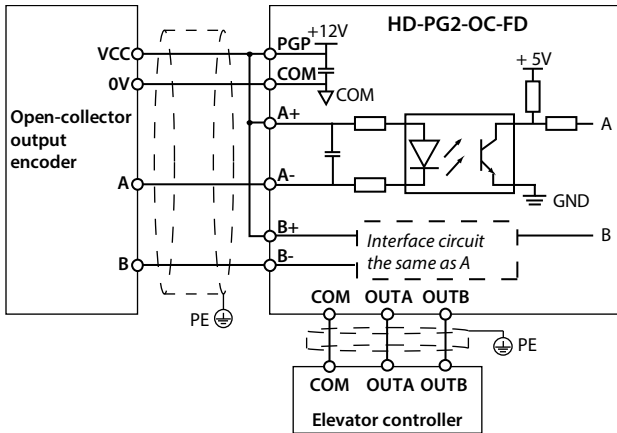 HD-PG2-OC-FD
+12V
VCC
PGP
+ 5V
0V
COM
COM
Open-collector
output
encoder
A+
A
A
A-
GND
B+
B
Interface circuit
the same as A
B
B-
COM OUTA OUTB
PE
PE
COM OUTA OUTB
Elevator controller